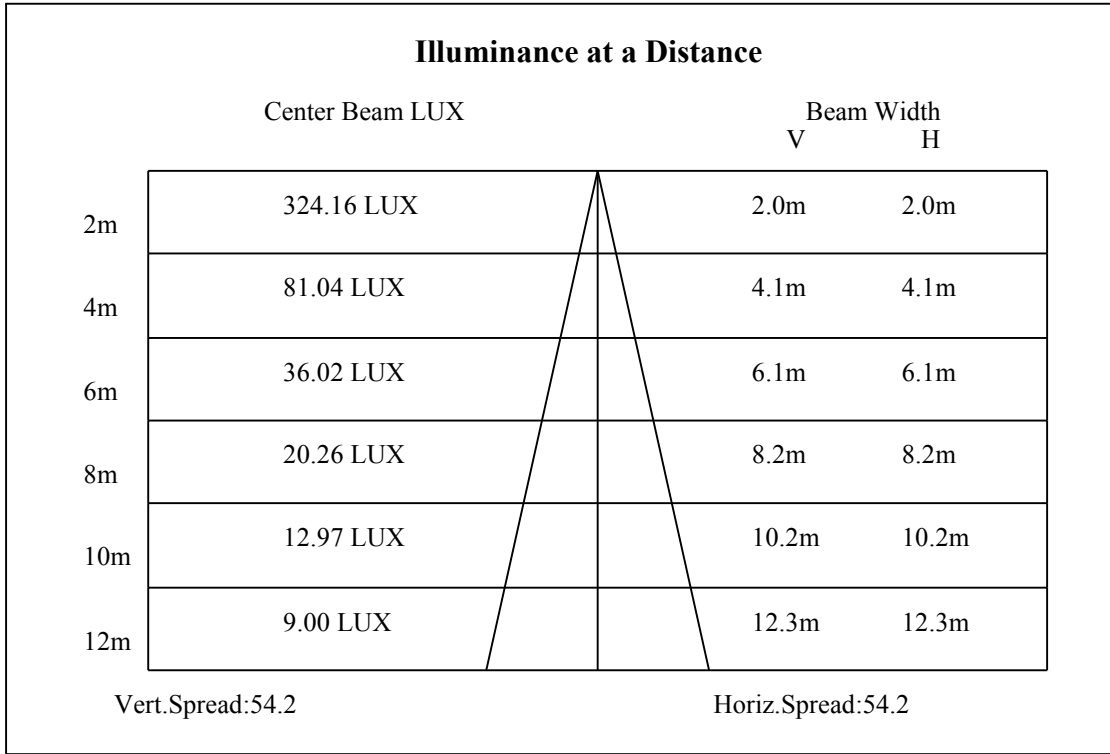 Illuminance at a Distance
Center Beam LUX Beam Width
V H
2m 324.16 LUX 2.0m 2.0m
4m 81.04 LUX 4.1m 4.1m
6m 36.02 LUX 6.1m 6.1m
8m 20.26 LUX 8.2m 8.2m
10m 12.97 LUX 10.2m 10.2m
12m 9.00 LUX 12.3m 12.3m
Vert.Spread:54.2 Horiz.Spread:54.2